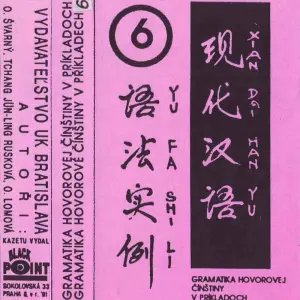 VYDAVATEĽSTVO UK BRATISLAVA
AUTOŘI:
O. ŠVARNÝ, TCHANG JÜN-LING RUSKOVÁ, O. LOMOVÁ
KAZETU VYDAL
BLACK
POINT
SOKOLOVSKÁ 33
PRAHA 8, v r. '91
GRAMATIKA HOVOROVEJ ČÍNŠTINY V PRÍKLADOCH
GRAMATIKA HOVOROVÉ ČÍNŠTINY V PŘÍKLADECH
6
6
现代汉语
XIAN DAI HAN YU
语法实例
YU FA SHI LI
GRAMATIKA HOVOROVEJ
ČÍNŠTINY
V PRÍKLADOCH